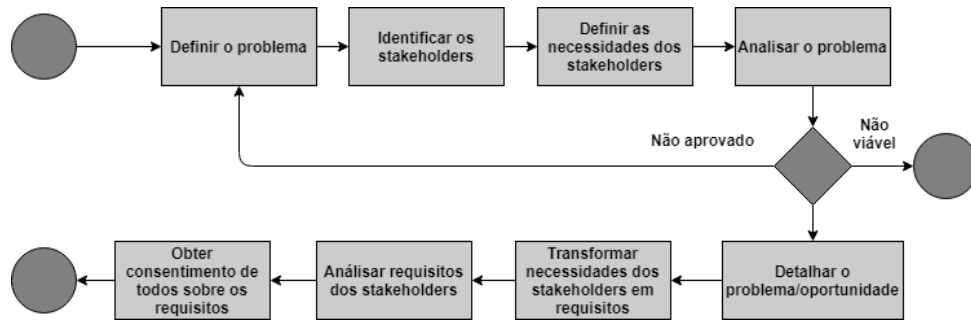 Definir o problema
Identificar os
stakeholders
Definir as
necessidades dos
stakeholders
Analisar o problema
Não aprovado
Não
viável
Obter
consentimento de
todos sobre os
requisitos
Análisar requisitos
dos stakeholders
Transformar
necessidades dos
stakeholders em
requisitos
Detalhar o
problema/oportunidade